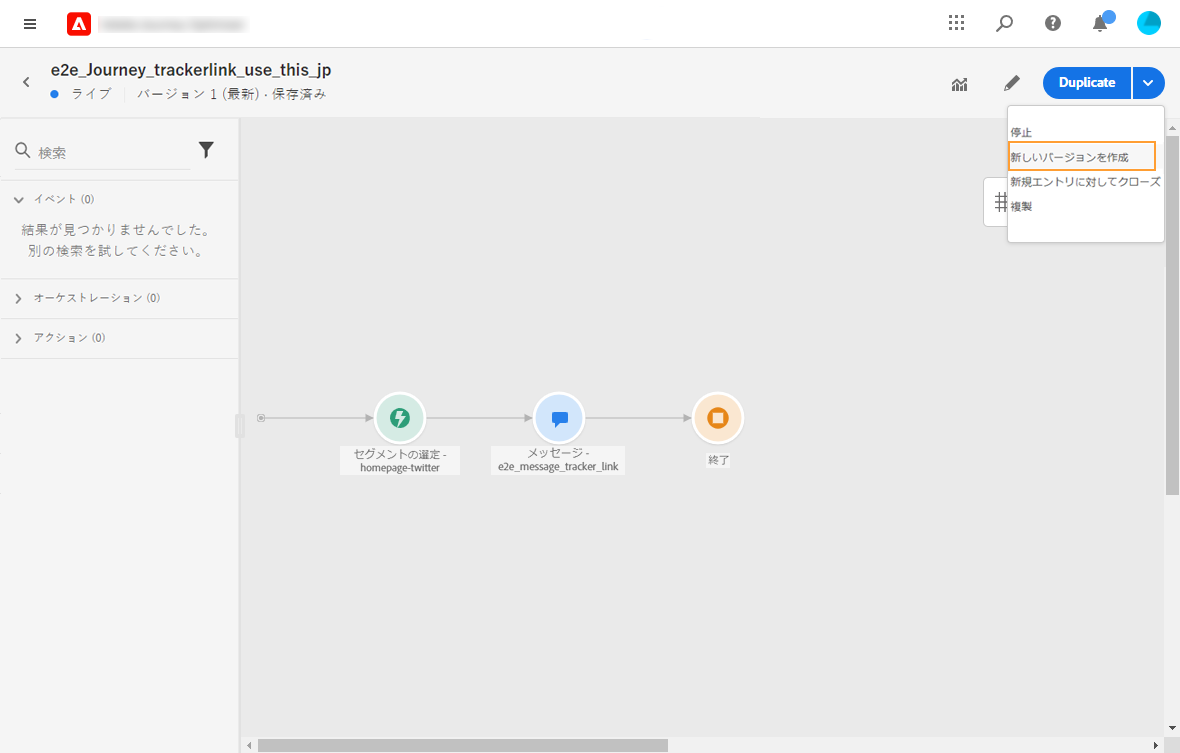 e2e_Journey_trackerlink_use_this_jp
ライブ
バージョン 1 (最新) · 保存済み
Duplicate
停止
新しいバージョンを作成
新規エントリに対してクローズ
複製
検索
イベント (0)
結果が見つかりませんでした。
別の検索を試してください。
オーケストレーション (0)
アクション (0)
セグメントの選定 -
homepage-twitter
メッセージ -
e2e_message_tracker_link
終了